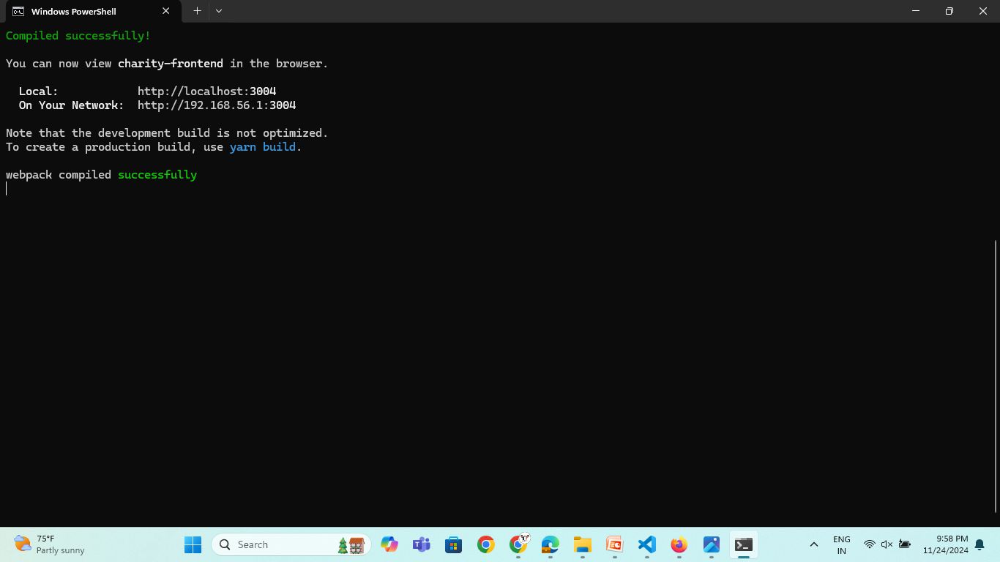 Windows PowerShell
Compiled successfully!
You can now view charity-frontend in the browser.
Local: http://localhost:3004
On Your Network: http://192.168.56.1:3004
Note that the development build is not optimized.
To create a production build, use yarn build.
webpack compiled successfully
75°F
Partly sunny
Search
ENG
IN
9:58 PM
11/24/2024